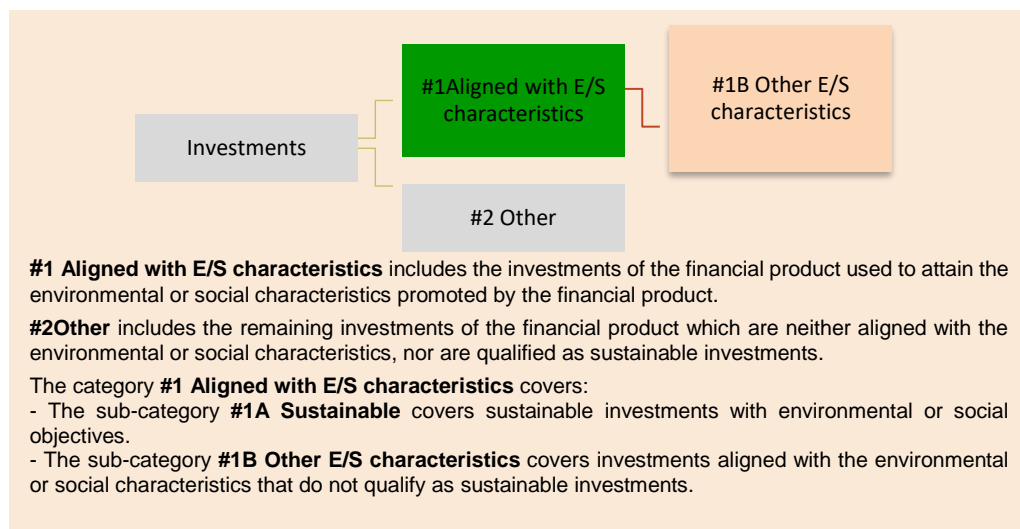 #1Aligned with E/S
characteristics
#1B Other E/S
characteristics
Investments
#2 Other
#1 Aligned with E/S characteristics includes the investments of the financial product used to attain the
environmental or social characteristics promoted by the financial product.
#2Other includes the remaining investments of the financial product which are neither aligned with the
environmental or social characteristics, nor are qualified as sustainable investments.
The category #1 Aligned with E/S characteristics covers:
- The sub-category #1A Sustainable covers sustainable investments with environmental or social
objectives.
- The sub-category #1B Other E/S characteristics covers investments aligned with the environmental
or social characteristics that do not qualify as sustainable investments.